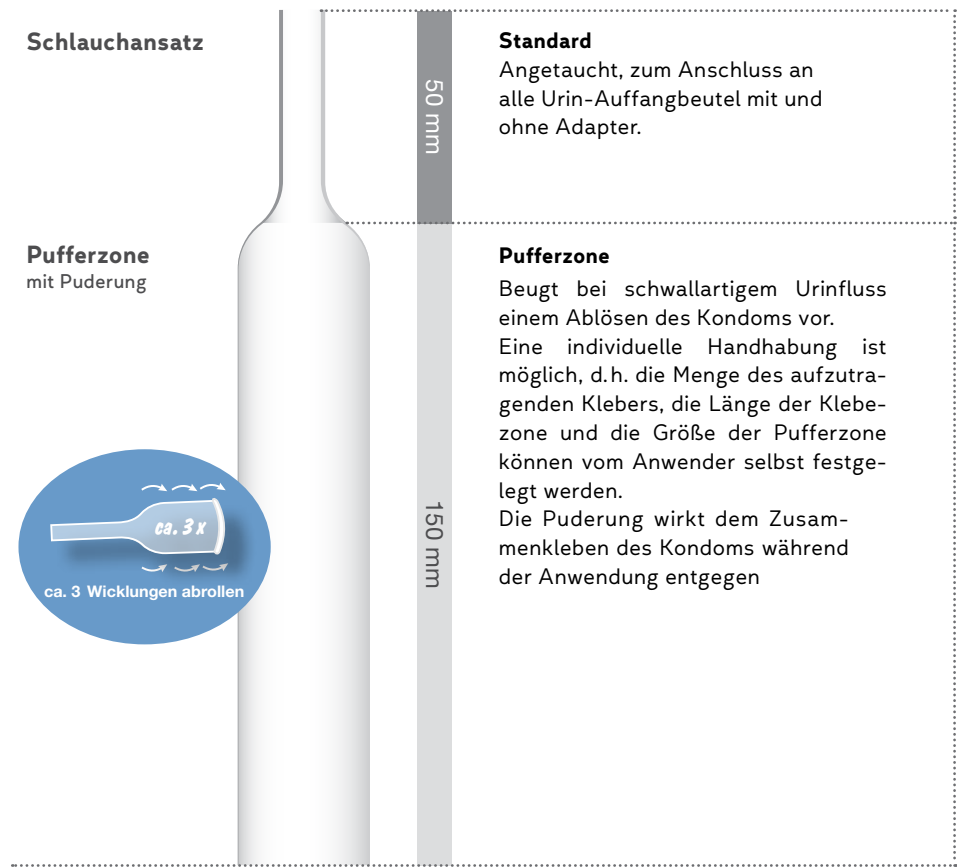 Schlauchansatz
Standard
Angetaucht, zum Anschluss an
alle Urin-Auffangbeutel mit und
ohne Adapter.
50 mm
Pufferzone
mit Puderung
Pufferzone
Beugt bei schwallartigem Urinfluss
einem Ablösen des Kondoms vor.
Eine individuelle Handhabung ist
möglich, d.h. die Menge des aufzutra-
genden Klebers, die Länge der Klebe-
zone und die Größe der Pufferzone
können vom Anwender selbst festge-
legt werden.
Die Puderung wirkt dem Zusam-
menkleben des Kondoms während
der Anwendung entgegen
150 mm
ca. 3 x
ca. 3 Wicklungen abrollen